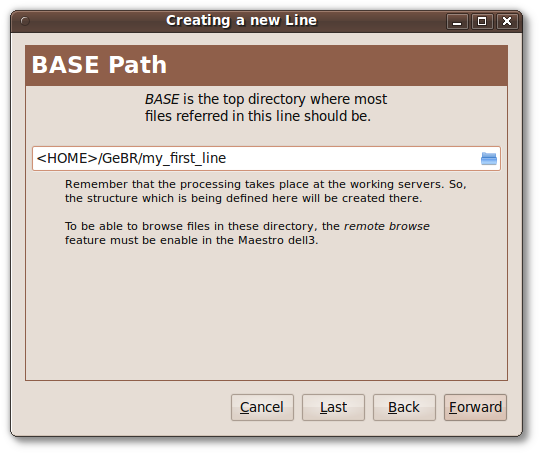 Creating a new Line
BASE Path
BASE is the top directory where most
files referred in this line should be.
<HOME>/GeBR/my_first_line
Remember that the processing takes place at the working servers. So,
the structure which is being defined here will be created there.
To be able to browse files in these directory, the remote browse
feature must be enable in the Maestro dell3.
Cancel Last Back Forward